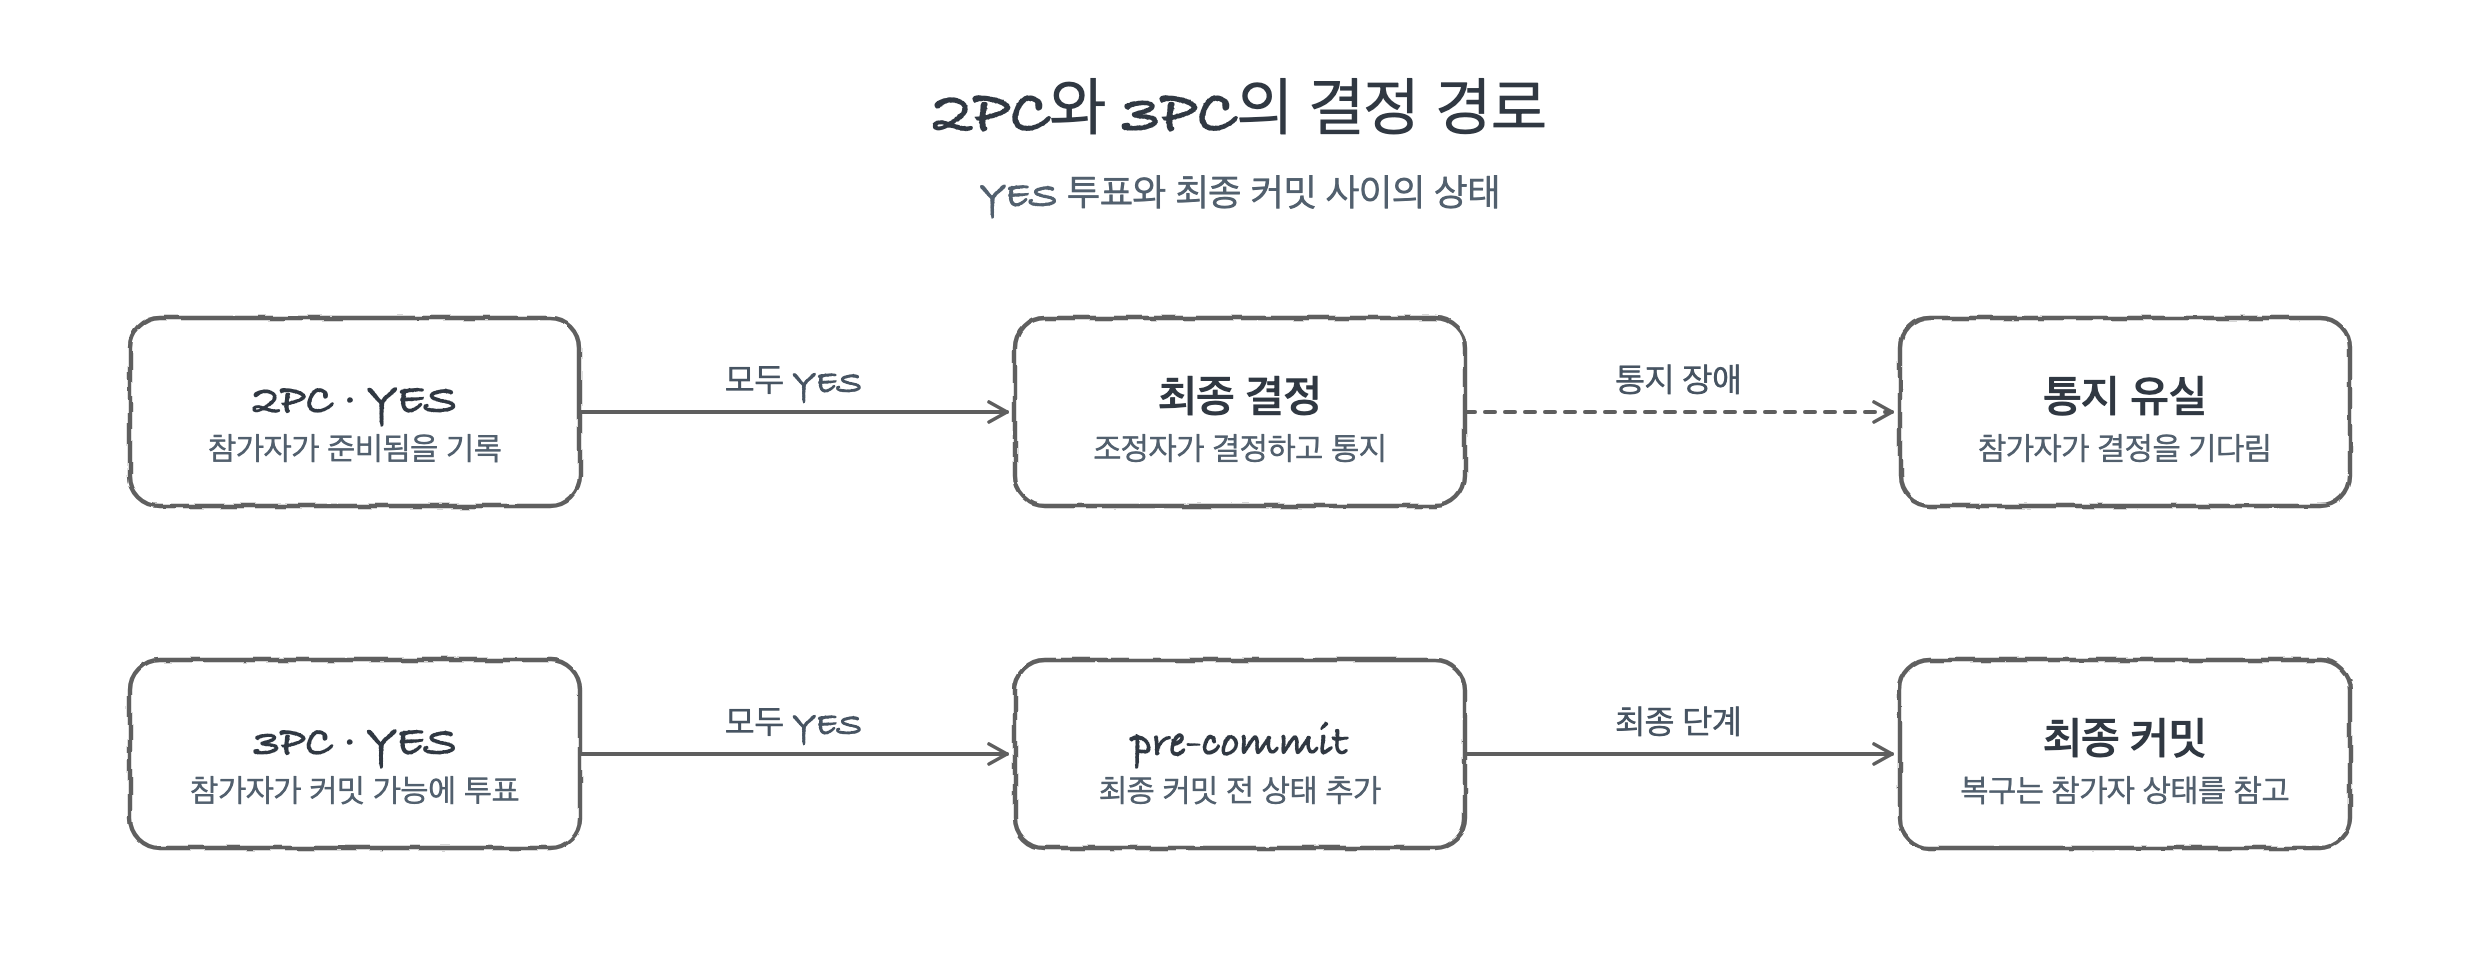 2PC와 3PC의 결정 경로
YES 투표와 최종 커밋 사이의 상태
2PC · YES
참가자가 준비됨을 기록
모두 YES
최종 결정
조정자가 결정하고 통지
통지 장애
통지 유실
참가자가 결정을 기다림
3PC · YES
참가자가 커밋 가능에 투표
모두 YES
pre-commit
최종 커밋 전 상태 추가
최종 단계
최종 커밋
복구는 참가자 상태를 참고